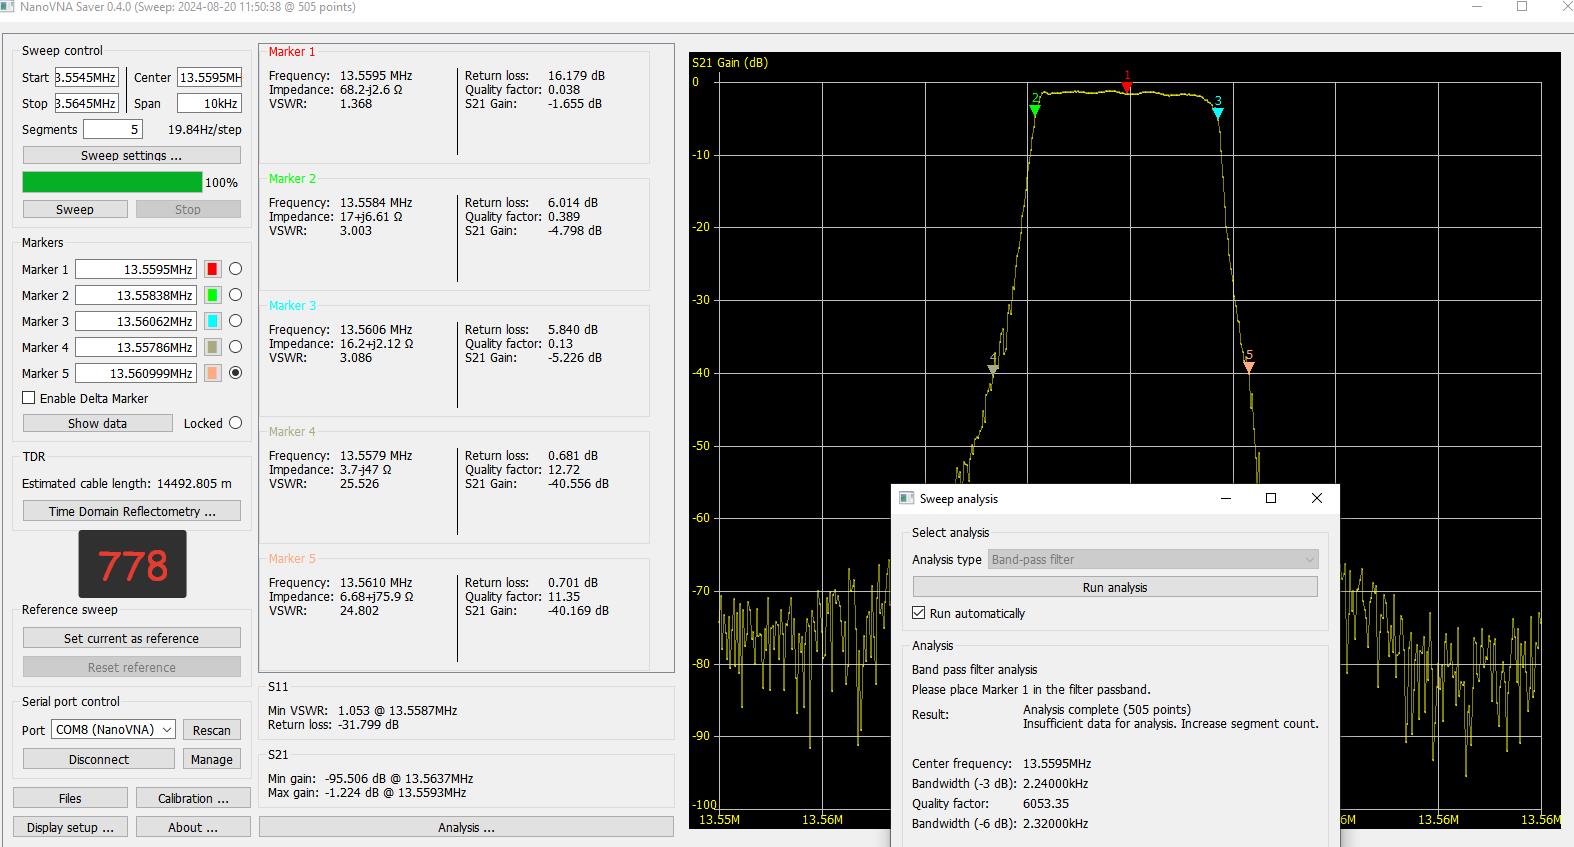 NanoVNA Saver 0.4.0 (Sweep: 2024-08-20 11:50:38 @ 505 points)
Sweep control
Start 3.5545MHz Center 13.5595MH
Stop 3.5645MHz Span 10kHz
Segments 5 19.84Hz/step
Sweep settings ...
100%
Sweep Stop
Markers
Marker 1 13.5595MHz
Marker 2 13.55838MHz
Marker 3 13.56062MHz
Marker 4 13.55786MHz
Marker 5 13.560999MHz
Enable Delta Marker
Show data Locked
TDR
Estimated cable length: 14492.805 m
Time Domain Reflectometry ...
778
Reference sweep
Set current as reference
Reset reference
Serial port control
Port COM8 (NanoVNA) Rescan
Disconnect Manage
Files Calibration ...
Display setup ... About ...
Marker 1
Frequency: 13.5595 MHz Return loss: 16.179 dB
Impedance: 68.2-j2.6 Ω Quality factor: 0.038
VSWR: 1.368 S21 Gain: -1.655 dB
Marker 2
Frequency: 13.5584 MHz Return loss: 6.014 dB
Impedance: 17+j6.61 Ω Quality factor: 0.389
VSWR: 3.003 S21 Gain: -4.798 dB
Marker 3
Frequency: 13.5606 MHz Return loss: 5.840 dB
Impedance: 16.2+j2.12 Ω Quality factor: 0.13
VSWR: 3.086 S21 Gain: -5.226 dB
Marker 4
Frequency: 13.5579 MHz Return loss: 0.681 dB
Impedance: 3.7-j47 Ω Quality factor: 12.72
VSWR: 25.526 S21 Gain: -40.556 dB
Marker 5
Frequency: 13.5610 MHz Return loss: 0.701 dB
Impedance: 6.68+j75.9 Ω Quality factor: 11.35
VSWR: 24.802 S21 Gain: -40.169 dB
S11
Min VSWR: 1.053 @ 13.5587MHz
Return loss: -31.799 dB
S21
Min gain: -95.506 dB @ 13.5637MHz
Max gain: -1.224 dB @ 13.5593MHz
Analysis ...
S21 Gain (dB)
0
-10
-20
-30
-40
-50
-60
-70
-80
-90
-100
1
2
3
4
5
13.55M 13.56M 6M 13.56M 13.56M
Sweep analysis
Select analysis
Analysis type Band-pass filter
Run analysis
Run automatically
Analysis
Band pass filter analysis
Please place Marker 1 in the filter passband.
Result: Analysis complete (505 points)
Insufficient data for analysis. Increase segment count.
Center frequency: 13.5595MHz
Bandwidth (-3 dB): 2.24000kHz
Quality factor: 6053.35
Bandwidth (-6 dB): 2.32000kHz